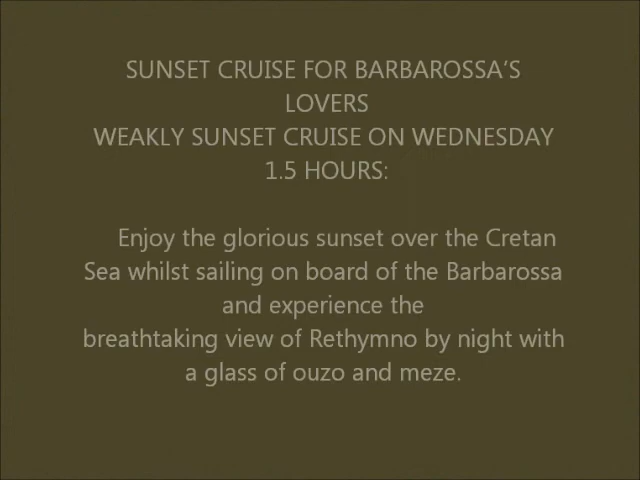 SUNSET CRUISE FOR BARBAROSSA'S
LOVERS
WEAKLY SUNSET CRUISE ON WEDNESDAY
1.5 HOURS:
Enjoy the glorious sunset over the Cretan
Sea whilst sailing on board of the Barbarossa
and experience the
breathtaking view of Rethymno by night with
a glass of ouzo and meze.